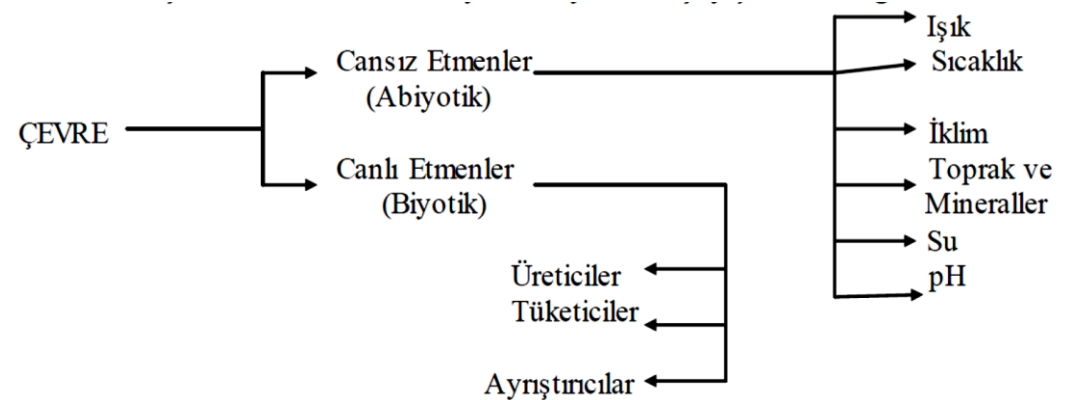 ÇEVRE
Cansız Etmenler
(Abiyotik)
Işık
Sıcaklık
İklim
Toprak ve
Mineraller
Su
pH
Canlı Etmenler
(Biyotik)
Üreticiler
Tüketiciler
Ayrıştırıcılar